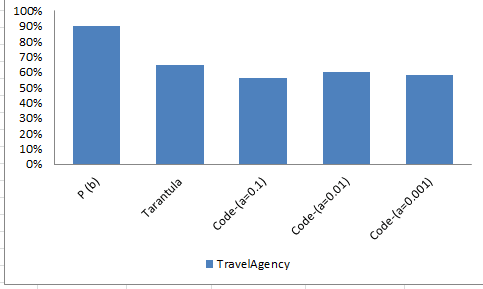 100%
90%
80%
70%
60%
50%
40%
30%
20%
10%
0%
P (b)
Tarantula
Code-(a=0.1)
Code-(a=0.01)
Code-(a=0.001)
TravelAgency